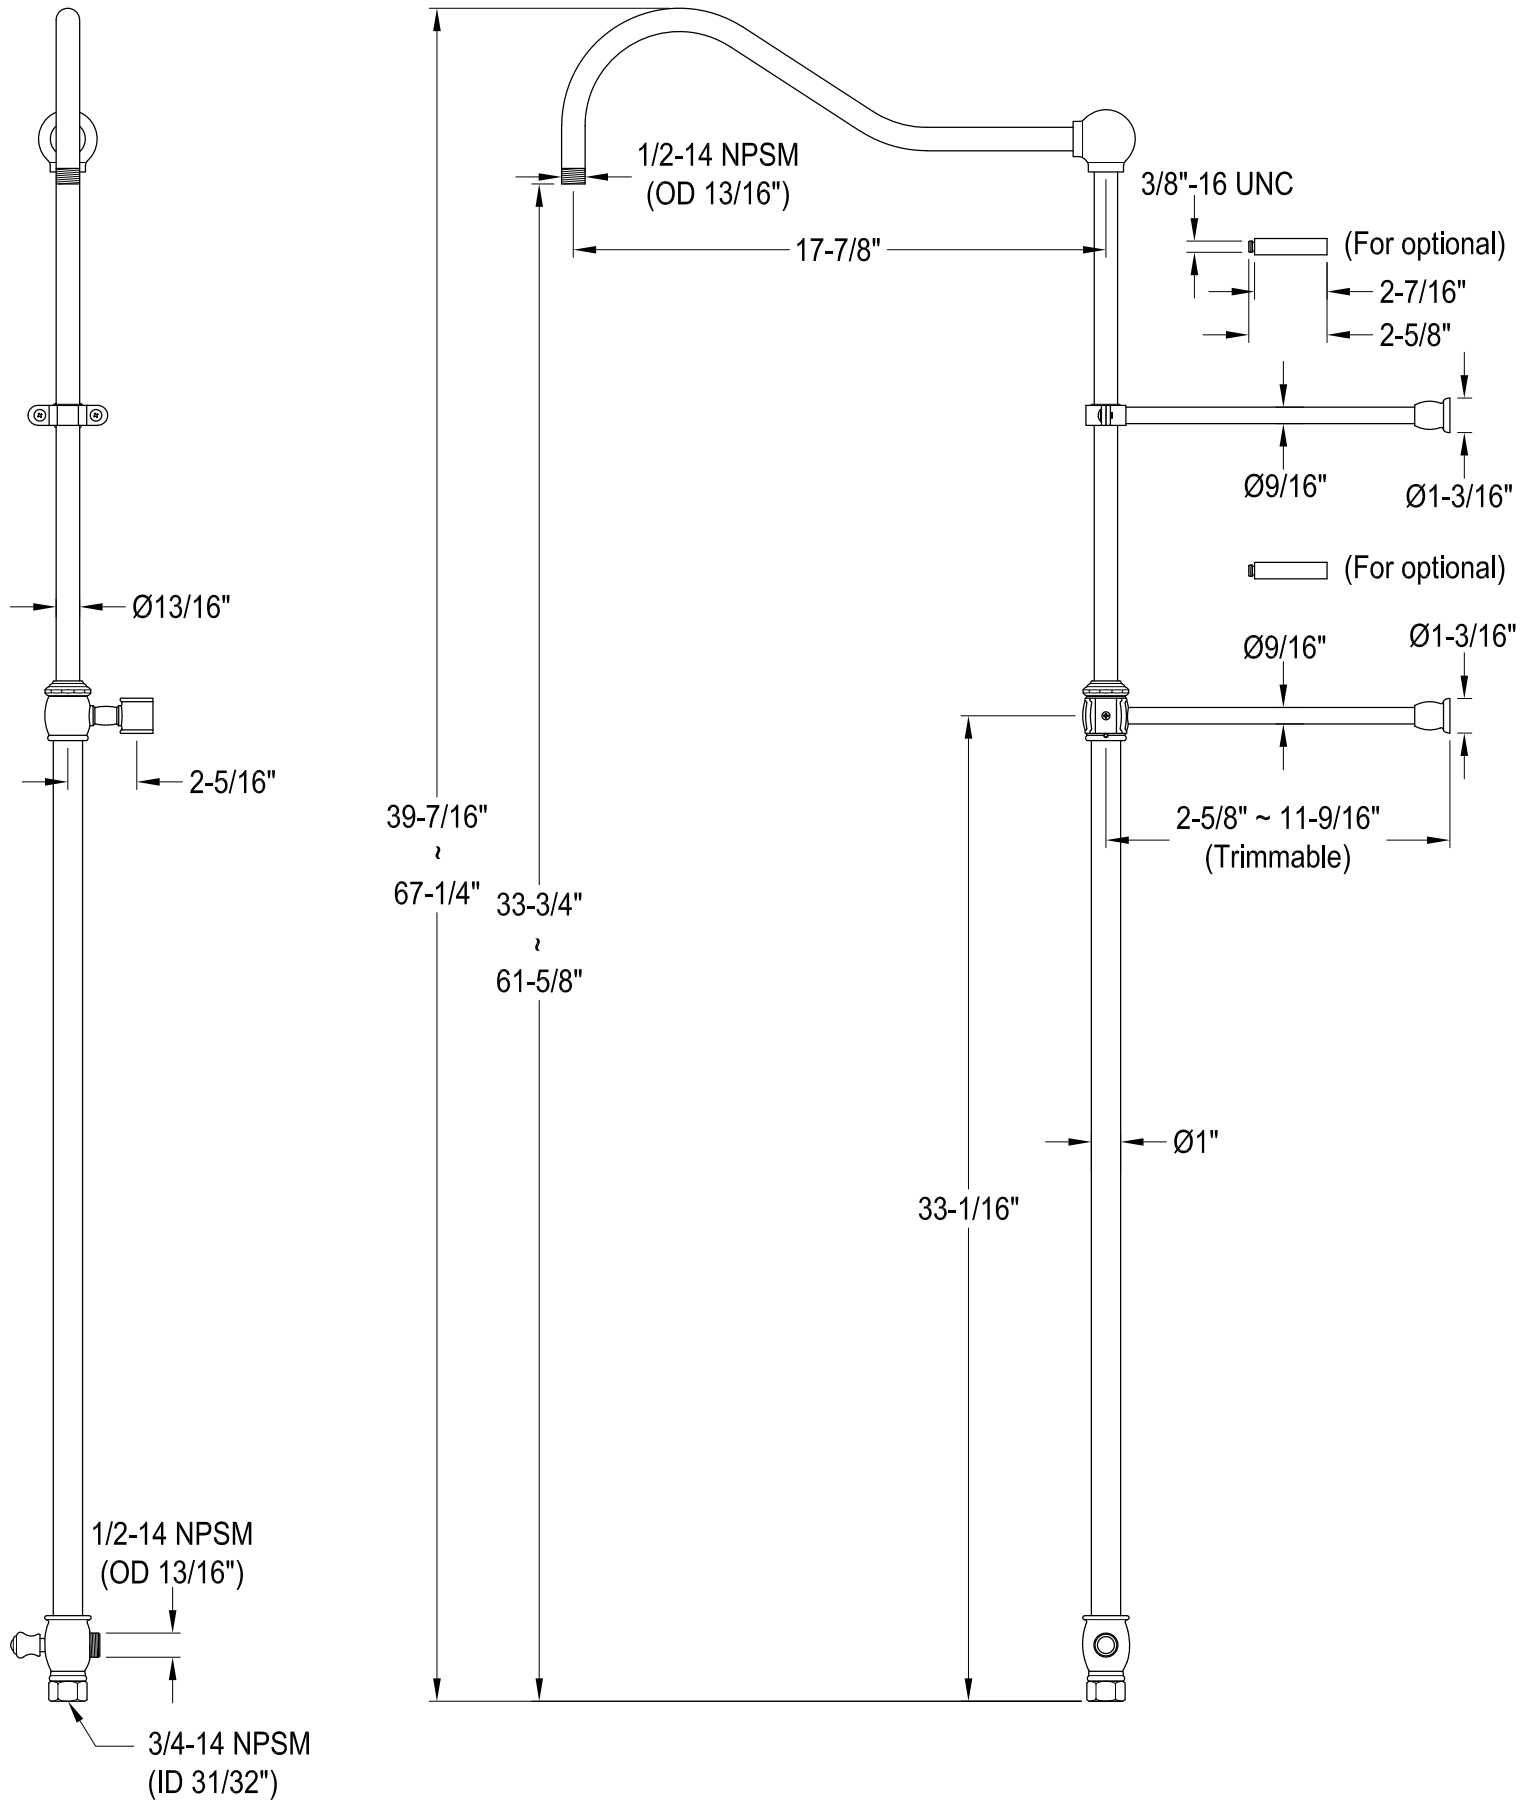 1/2-14 NPSM
(OD 13/16")
3/8"-16 UNC
17-7/8"
(For optional)
2-7/16"
2-5/8"
Ø9/16"
Ø1-3/16"
(For optional)
Ø13/16"
Ø9/16"
Ø1-3/16"
2-5/16"
39-7/16"
~
67-1/4"
2-5/8" ~ 11-9/16"
(Trimmable)
33-3/4"
~
61-5/8"
Ø1"
33-1/16"
1/2-14 NPSM
(OD 13/16")
3/4-14 NPSM
(ID 31/32")